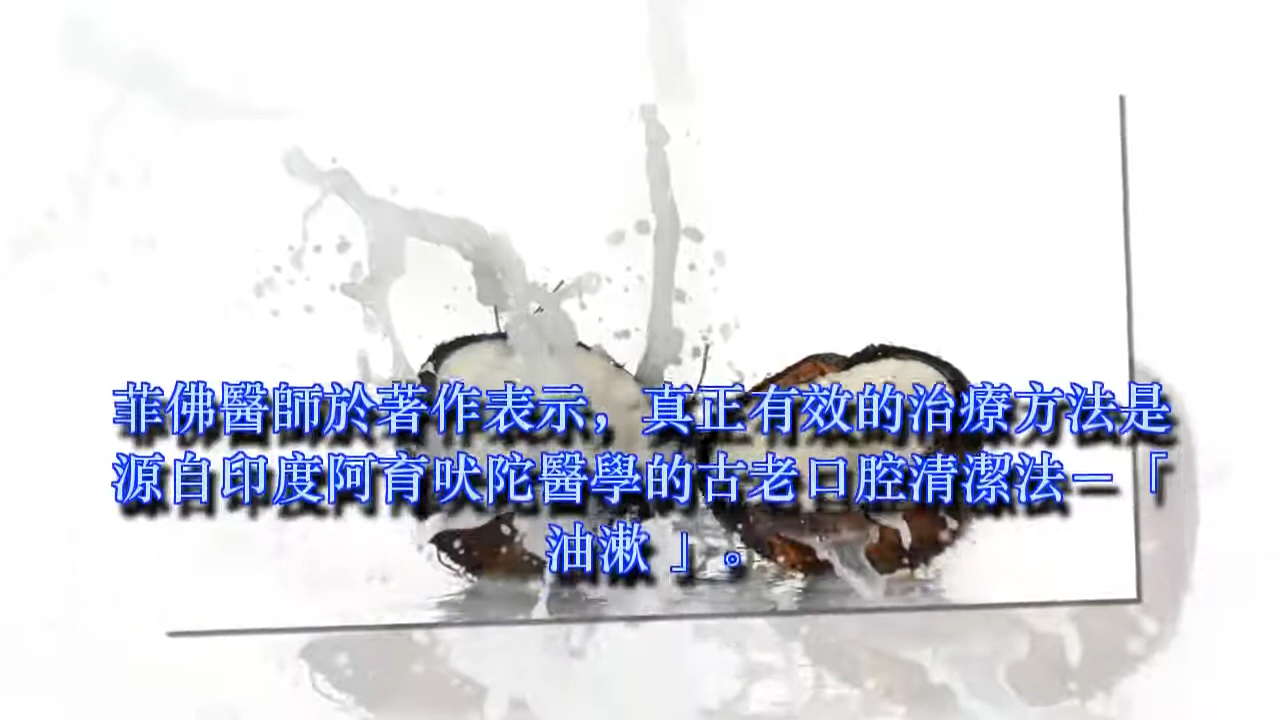 菲佛醫師於著作表示，真正有效的治療方法是
源自印度阿育吠陀醫學的古老口腔清潔法－「
油漱 」。